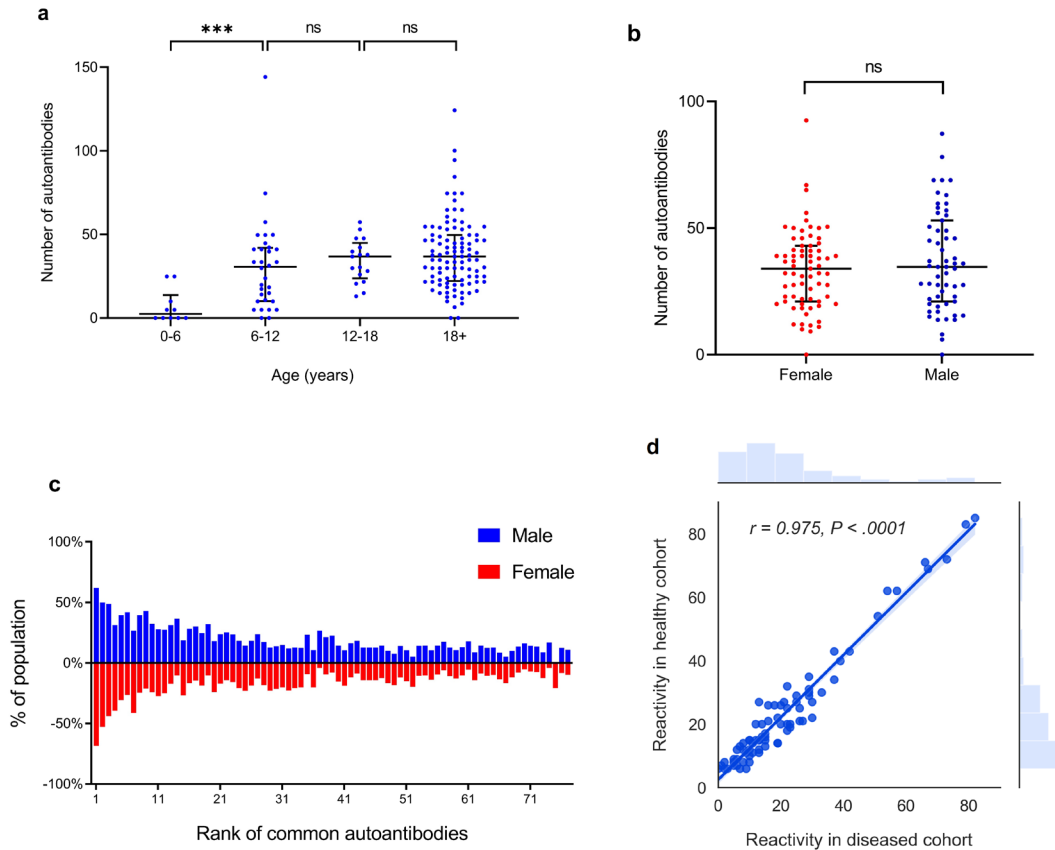 a
*** ns ns
Number of autoantibodies
150
100
50
0
0-6 6-12 12-18 18+
Age (years)
b
ns
Number of autoantibodies
100
50
0
Female Male
c
Male
Female
% of population
100%
50%
0%
-50%
-100%
1 11 21 31 41 51 61 71
Rank of common autoantibodies
d
r = 0.975, P < .0001
Reactivity in healthy cohort
80
60
40
20
0
0 20 40 60 80
Reactivity in diseased cohort